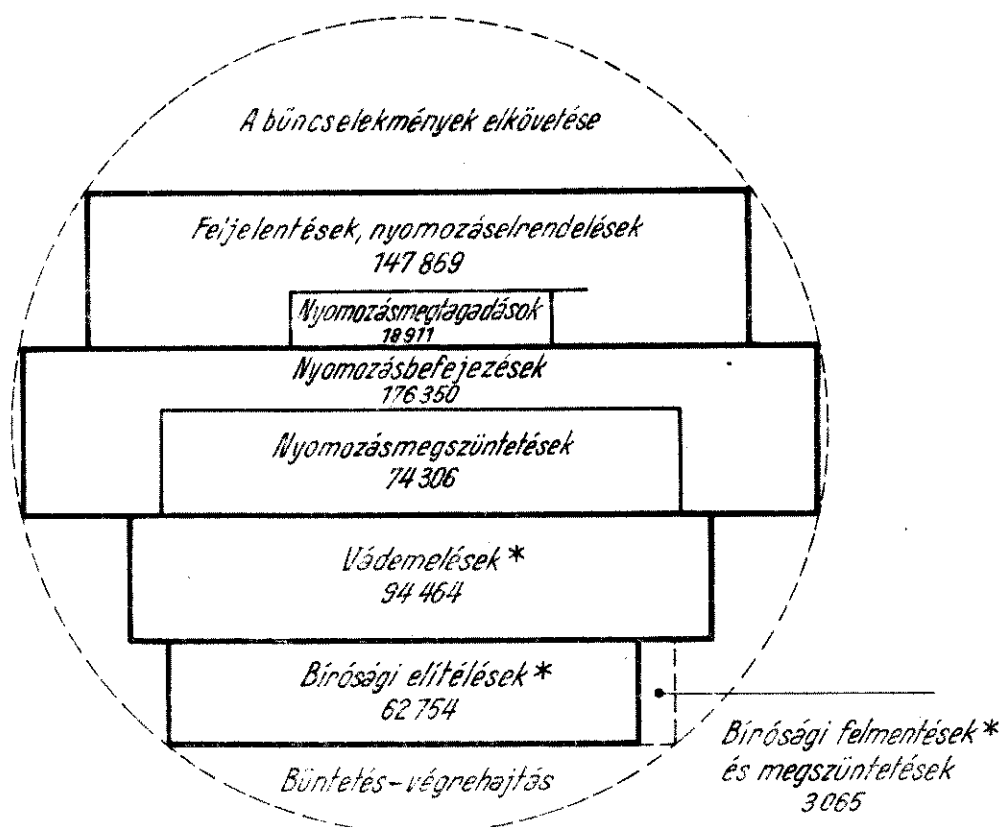 A bűncselekmények elkövetése
Feljelentések, nyomozáselrendelések
147 869
Nyomozásmegtagadások
18 911
Nyomozásbefejezések
176 350
Nyomozásmegszüntetések
74 306
Vádemelések *
94 464
Bírósági elítélések *
62 754
Bírósági felmentések *
és megszüntetések
3 065
Büntetés-végrehajtás